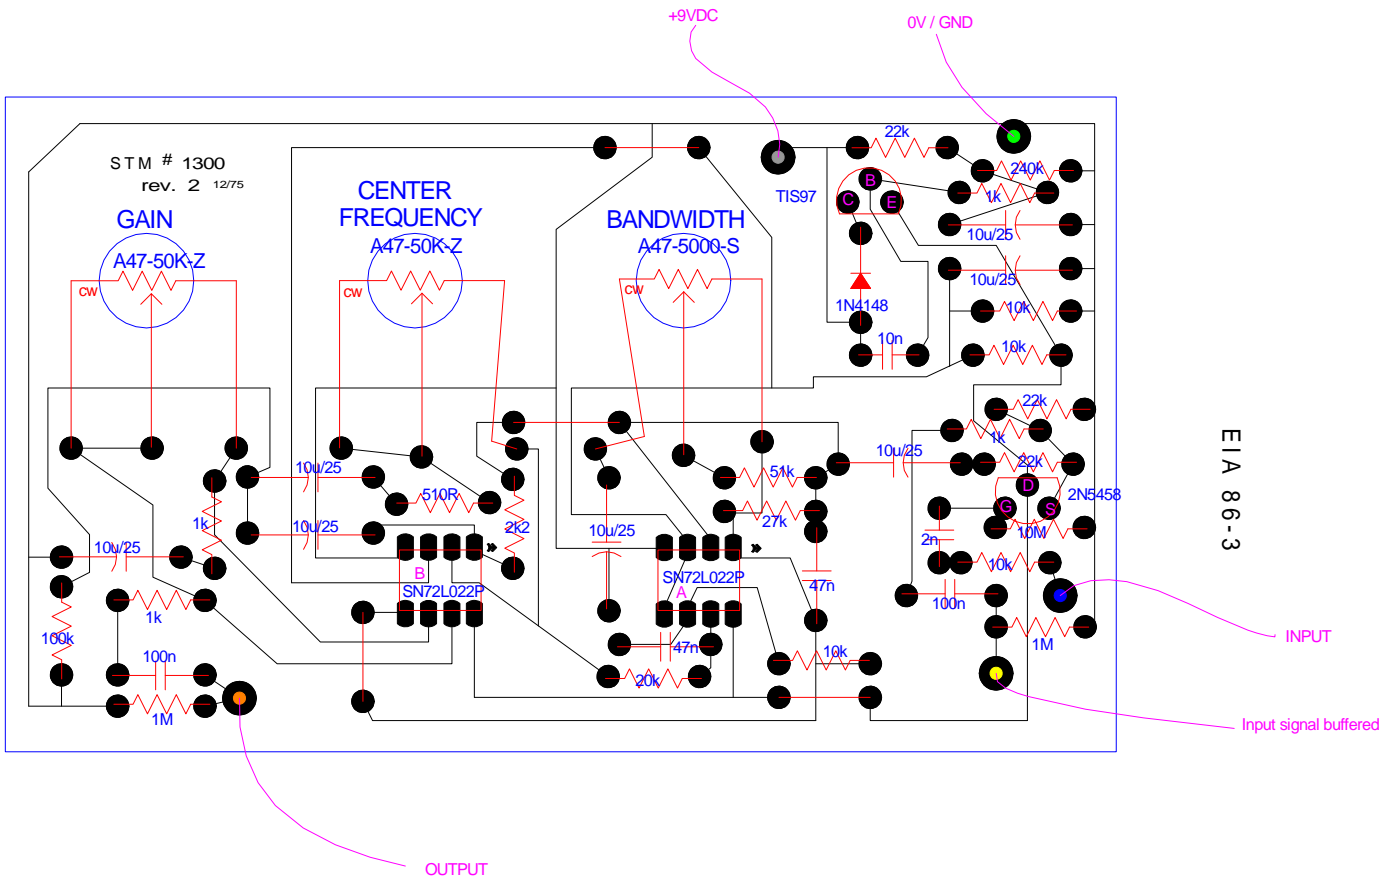 +9VDC
0V / GND
STM # 1300
rev. 2 12/75
GAIN
A47-50K-Z
cw
CENTER
FREQUENCY
A47-50K-Z
cw
BANDWIDTH
A47-5000-S
cw
TIS97
C
B
E
22k
240k
1k
10u/25
10u/25
1N4148
10n
10k
10k
22k
1k
10u/25
22k
D
G
S
2N5458
10M
2n
10k
100n
1M
EIA 86-3
10u/25
510R
1k
10u/25
2k2
10u/25
51k
27k
10u/25
»
»
B
SN72L022P
SN72L022P
A
47n
1k
100k
47n
10k
20k
100n
1M
INPUT
Input signal buffered
OUTPUT